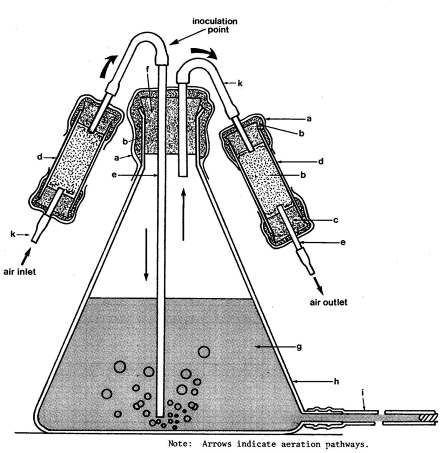 inoculation
point
f
k
a
b
d
b
a
b
d
e
c
k
e
air inlet
air outlet
g
h
i
Note: Arrows indicate aeration pathways.